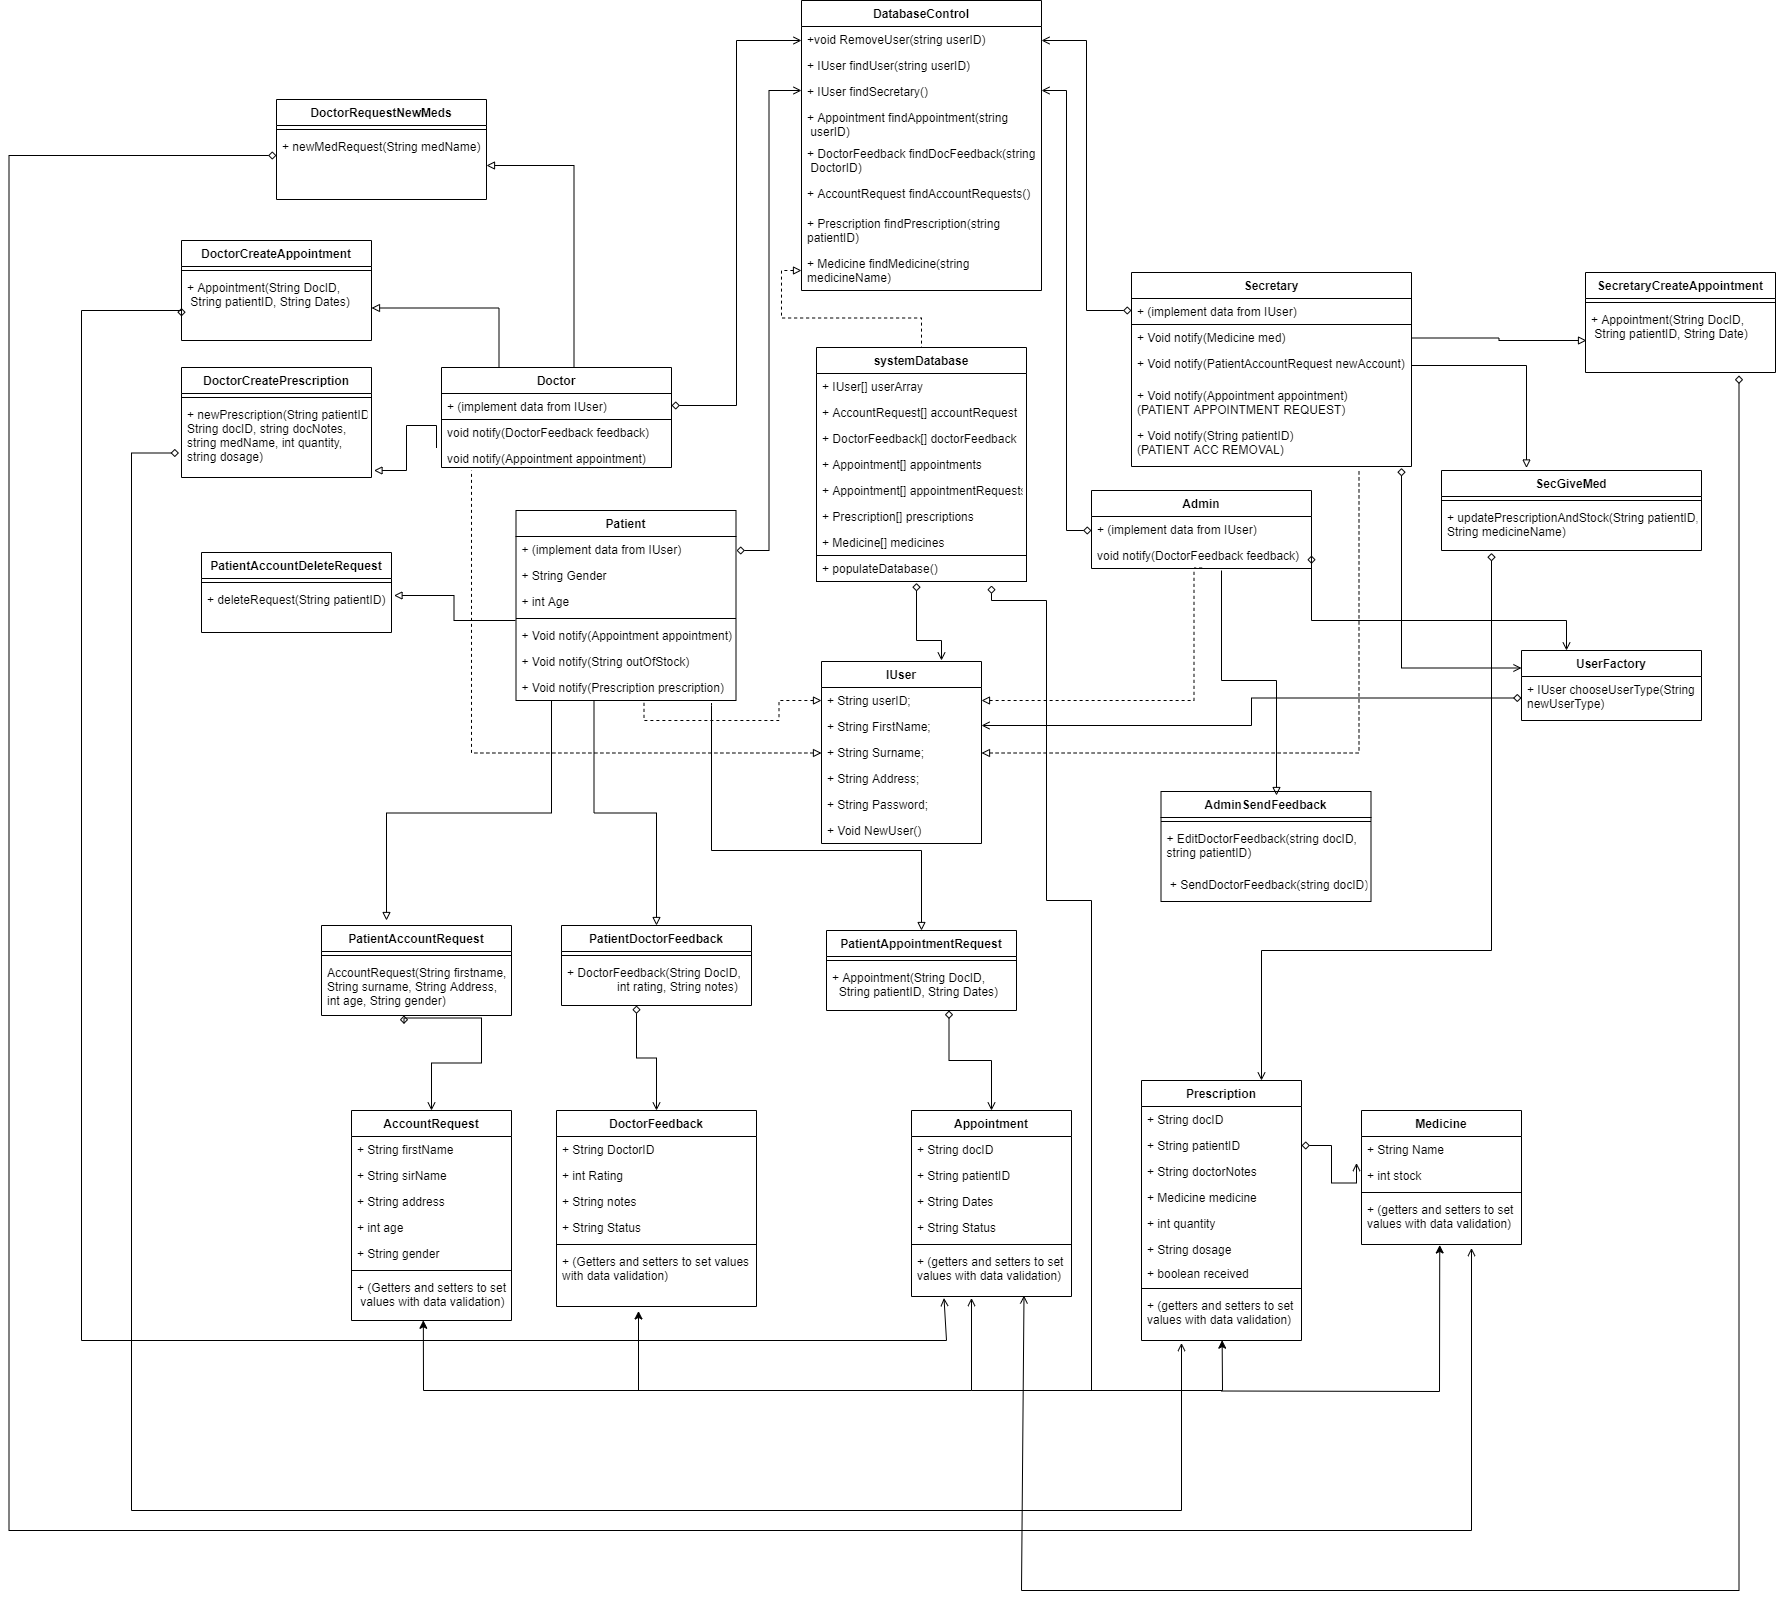 DatabaseControl
+void RemoveUser(string userID)
+ IUser findUser(string userID)
+ IUser findSecretary()
+ Appointment findAppointment(string
userID)
+ DoctorFeedback findDocFeedback(string
DoctorID)
+ AccountRequest findAccountRequests()
+ Prescription findPrescription(string
patientID)
+ Medicine findMedicine(string
medicineName)
DoctorRequestNewMeds
+ newMedRequest(String medName)
DoctorCreateAppointment
+ Appointment(String DocID,
String patientID, String Dates)
DoctorCreatePrescription
+ newPrescription(String patientID
String docID, string docNotes,
string medName, int quantity,
string dosage)
Doctor
+ (implement data from IUser)
void notify(DoctorFeedback feedback)
void notify(Appointment appointment)
systemDatabase
+ IUser[] userArray
+ AccountRequest[] accountRequest
+ DoctorFeedback[] doctorFeedback
+ Appointment[] appointments
+ Appointment[] appointmentRequests
+ Prescription[] prescriptions
+ Medicine[] medicines
+ populateDatabase()
Secretary
+ (implement data from IUser)
+ Void notify(Medicine med)
+ Void notify(PatientAccountRequest newAccount)
+ Void notify(Appointment appointment)
(PATIENT APPOINTMENT REQUEST)
+ Void notify(String patientID)
(PATIENT ACC REMOVAL)
SecretaryCreateAppointment
+ Appointment(String DocID,
String patientID, String Date)
SecGiveMed
+ updatePrescriptionAndStock(String patientID,
String medicineName)
Admin
+ (implement data from IUser)
void notify(DoctorFeedback feedback)
Patient
+ (implement data from IUser)
+ String Gender
+ int Age
+ Void notify(Appointment appointment)
+ Void notify(String outOfStock)
+ Void notify(Prescription prescription)
PatientAccountDeleteRequest
+ deleteRequest(String patientID)
IUser
+ String userID;
+ String FirstName;
+ String Surname;
+ String Address;
+ String Password;
+ Void NewUser()
UserFactory
+ IUser chooseUserType(String
newUserType)
AdminSendFeedback
+ EditDoctorFeedback(string docID,
string patientID)
+ SendDoctorFeedback(string docID)
PatientAccountRequest
AccountRequest(String firstname,
String surname, String Address,
int age, String gender)
PatientDoctorFeedback
+ DoctorFeedback(String DocID,
int rating, String notes)
PatientAppointmentRequest
+ Appointment(String DocID,
String patientID, String Dates)
AccountRequest
+ String firstName
+ String sirName
+ String address
+ int age
+ String gender
+ (Getters and setters to set
values with data validation)
DoctorFeedback
+ String DoctorID
+ int Rating
+ String notes
+ String Status
+ (Getters and setters to set values
with data validation)
Appointment
+ String docID
+ String patientID
+ String Dates
+ String Status
+ (getters and setters to set
values with data validation)
Prescription
+ String docID
+ String patientID
+ String doctorNotes
+ Medicine medicine
+ int quantity
+ String dosage
+ boolean received
+ (getters and setters to set
values with data validation)
Medicine
+ String Name
+ int stock
+ (getters and setters to set
values with data validation)